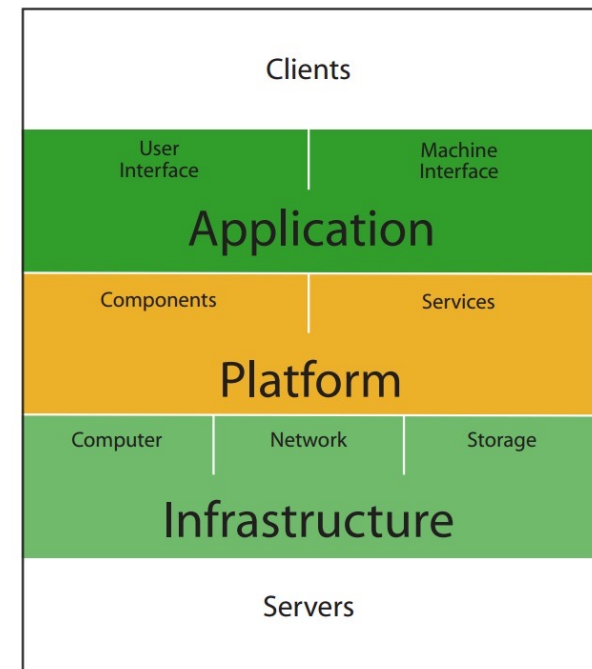 Clients
User
Interface
Machine
Interface
Application
Components
Services
Platform
Computer
Network
Storage
Infrastructure
Servers